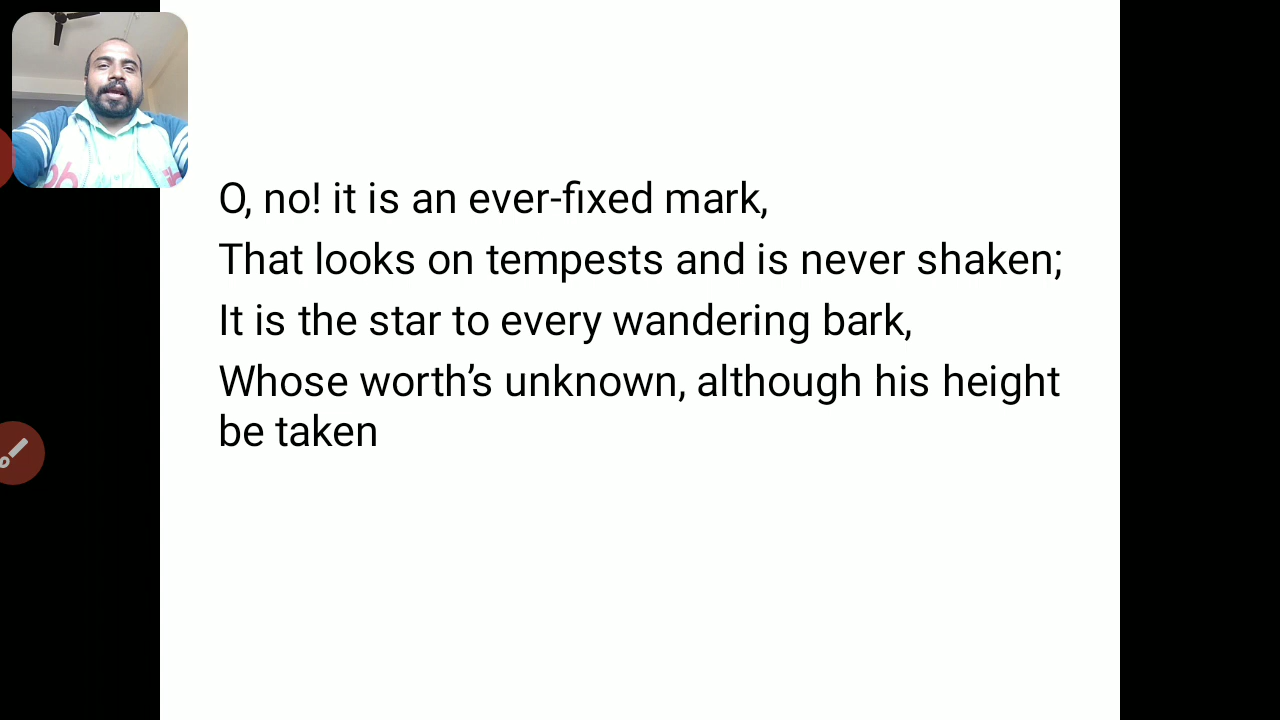 O, no! it is an ever-fixed mark,
That looks on tempests and is never shaken;
It is the star to every wandering bark,
Whose worth’s unknown, although his height
be taken